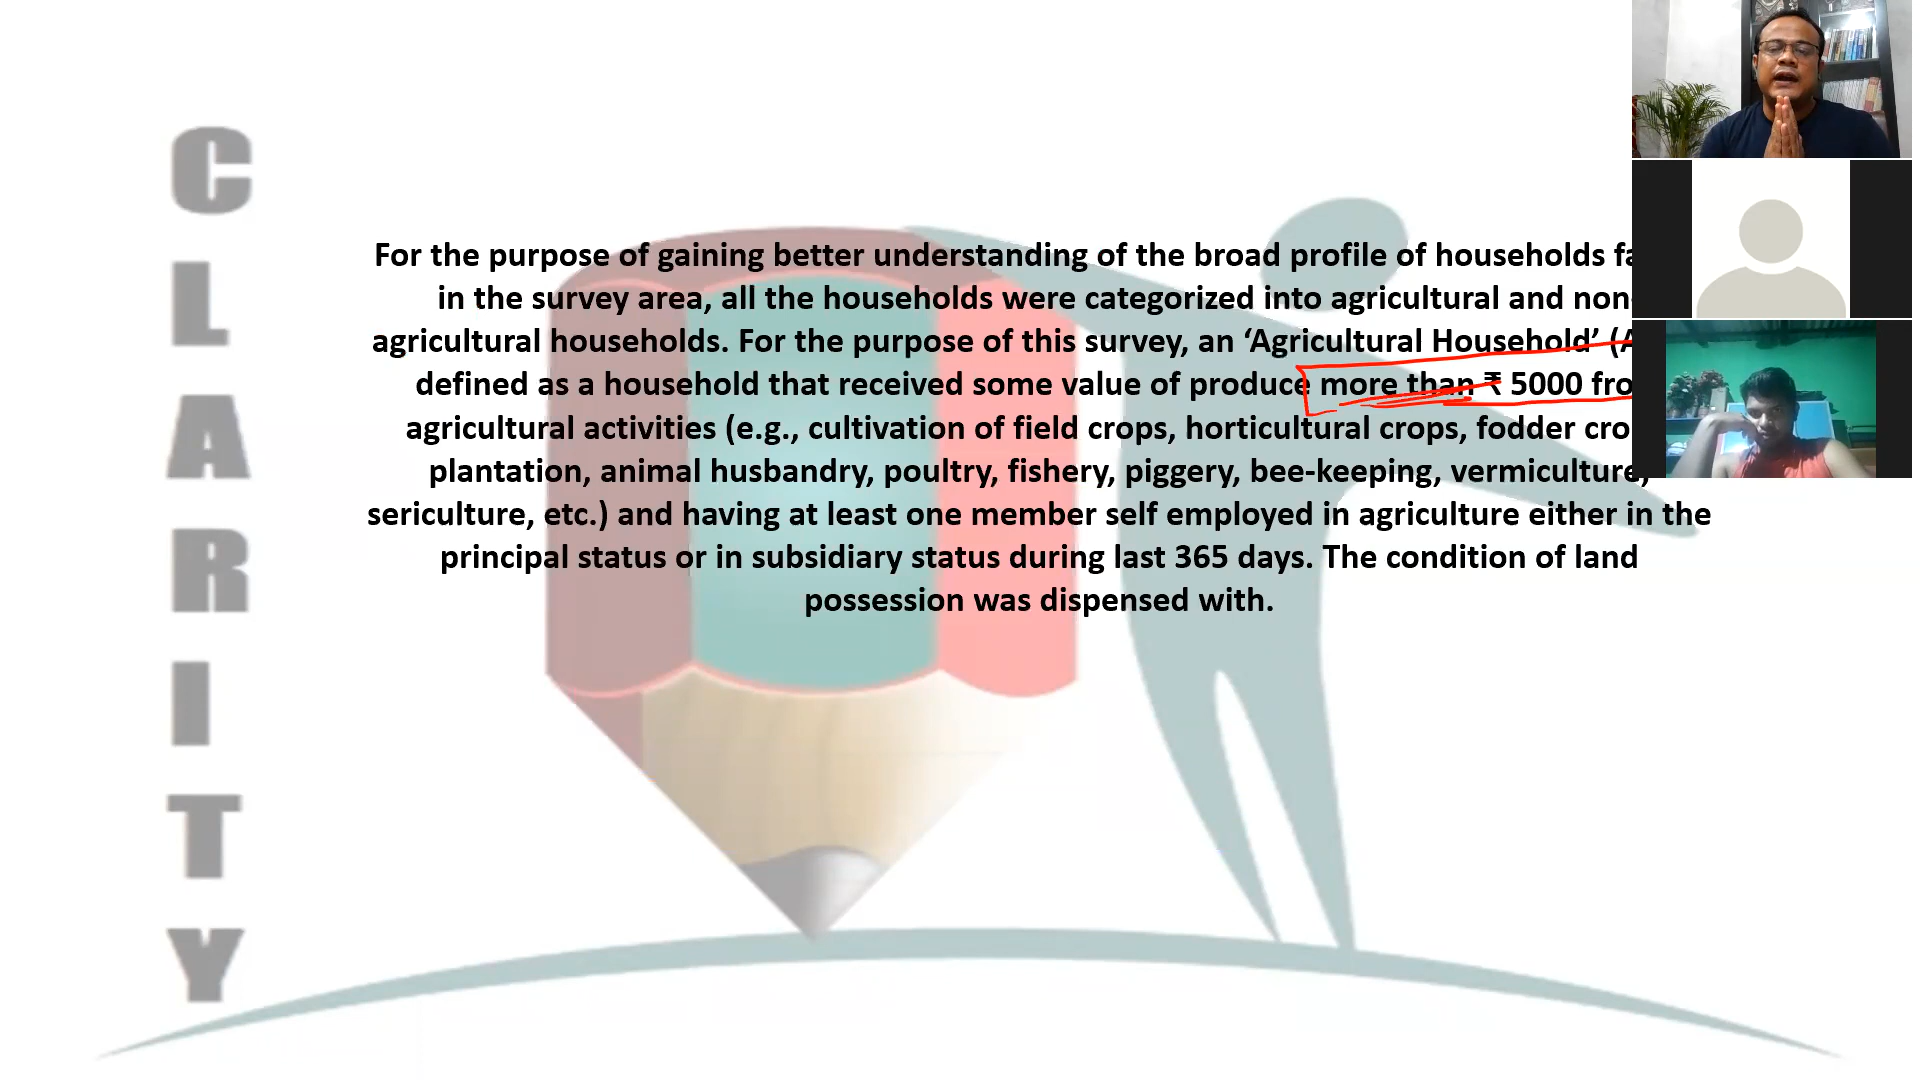 CLARITY
For the purpose of gaining better understanding of the broad profile of households
in the survey area, all the households were categorized into agricultural and non-
agricultural households. For the purpose of this survey, an ‘Agricultural Household’
defined as a household that received some value of produce more than ₹ 5000
agricultural activities (e.g., cultivation of field crops, horticultural crops, fodder
plantation, animal husbandry, poultry, fishery, piggery, bee-keeping, vermiculture,
sericulture, etc.) and having at least one member self employed in agriculture either in the
principal status or in subsidiary status during last 365 days. The condition of land
possession was dispensed with.